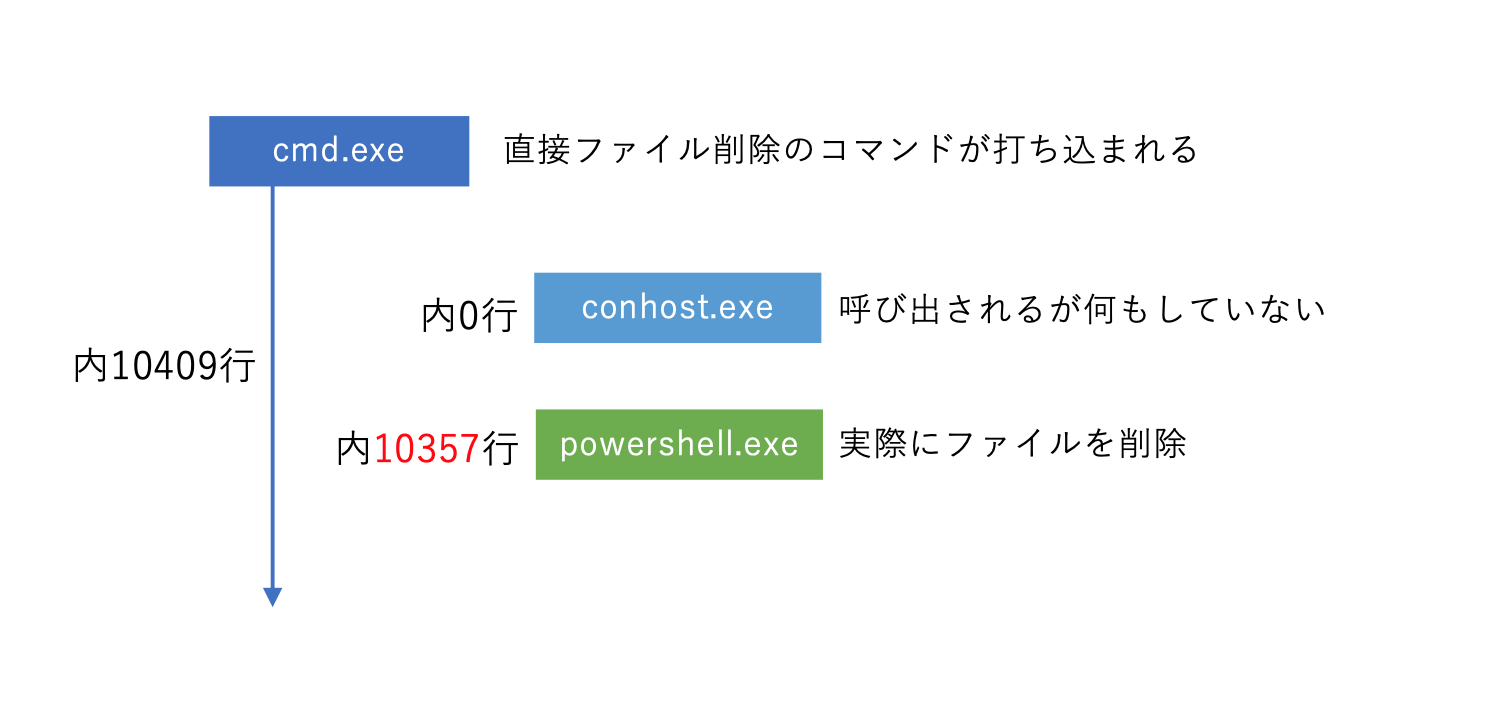 cmd.exe 直接ファイル削除のコマンドが打ち込まれる
内0行 conhost.exe 呼び出されるが何もしていない
内10409行
内10357行 powershell.exe 実際にファイルを削除